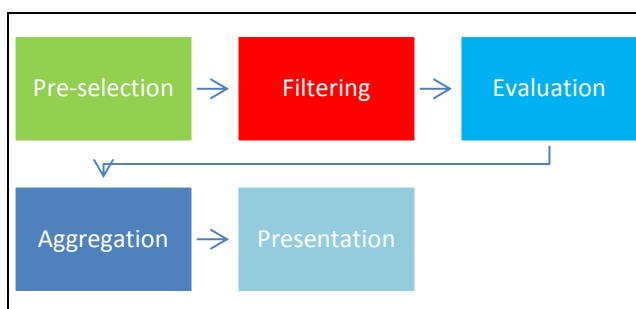 Pre-selection
Filtering
Evaluation
Aggregation
Presentation